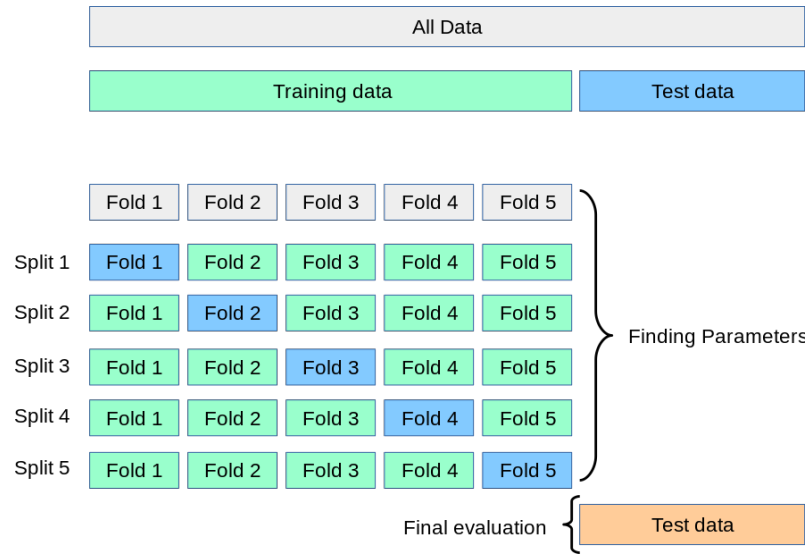 All Data
Training data Test data
Fold 1 Fold 2 Fold 3 Fold 4 Fold 5
Split 1 Fold 1 Fold 2 Fold 3 Fold 4 Fold 5
Split 2 Fold 1 Fold 2 Fold 3 Fold 4 Fold 5
Finding Parameters
Split 3 Fold 1 Fold 2 Fold 3 Fold 4 Fold 5
Split 4 Fold 1 Fold 2 Fold 3 Fold 4 Fold 5
Split 5 Fold 1 Fold 2 Fold 3 Fold 4 Fold 5
Final evaluation Test data